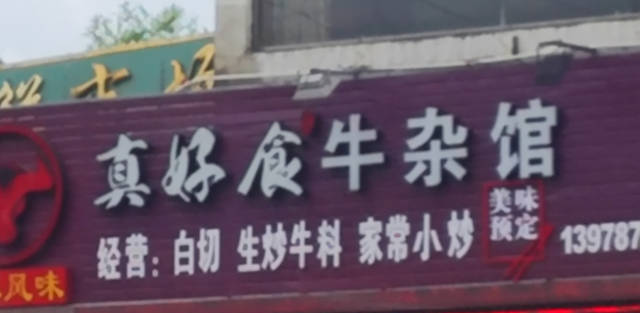 真好食牛杂馆
经营：白切 生炒牛料 家常小炒
美味
预定
13978
风味